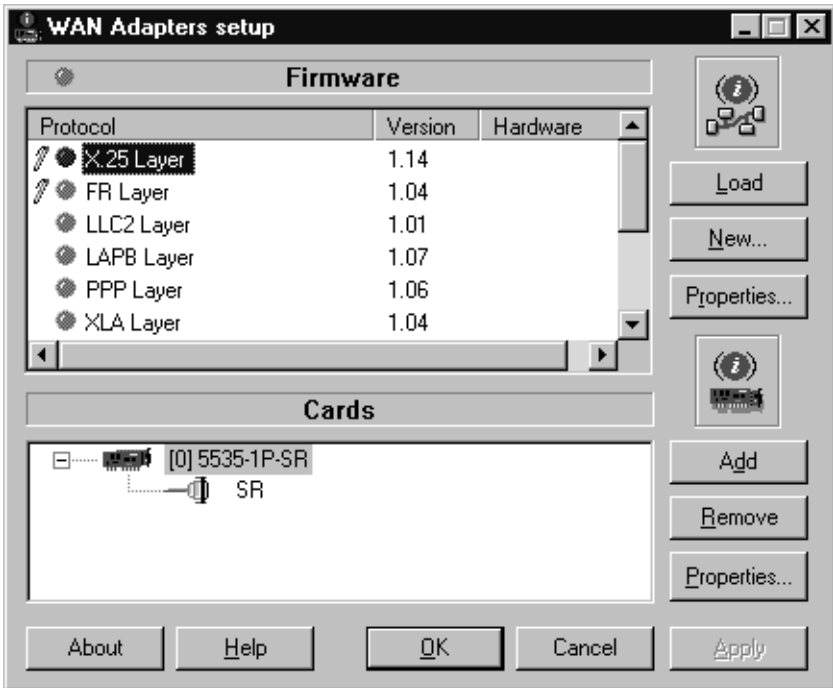 WAN Adapters setup
Firmware
Protocol Version Hardware
X.25 Layer 1.14
FR Layer 1.04
LLC2 Layer 1.01
LAPB Layer 1.07
PPP Layer 1.06
XLA Layer 1.04
Load
New...
Properties...
Cards
[0] 5535-1P-SR
SR
Add
Remove
Properties...
About Help OK Cancel Apply